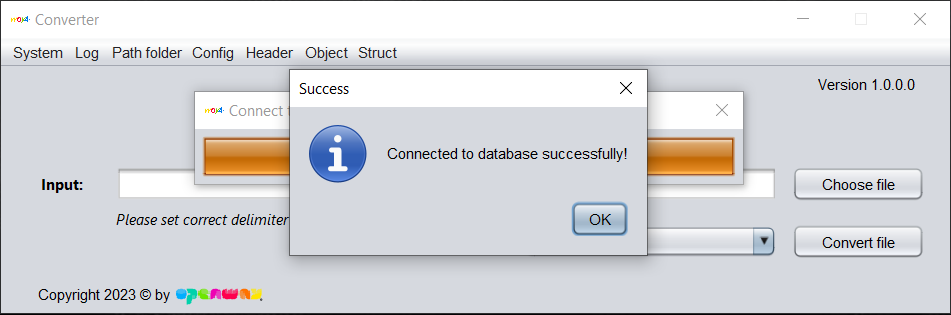 Converter
System Log Path folder Config Header Object Struct
Version 1.0.0.0
Connect t
Success
Connected to database successfully!
OK
Input:
Choose file
Please set correct delimiter
Convert file
Copyright 2023 © by openwax.